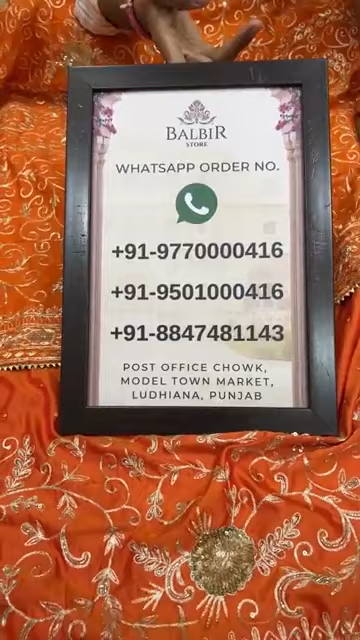 BALBIR
STORE
WHATSAPP ORDER NO.
+91-9770000416
+91-9501000416
+91-8847481143
POST OFFICE CHOWK,
MODEL TOWN MARKET,
LUDHIANA, PUNJAB